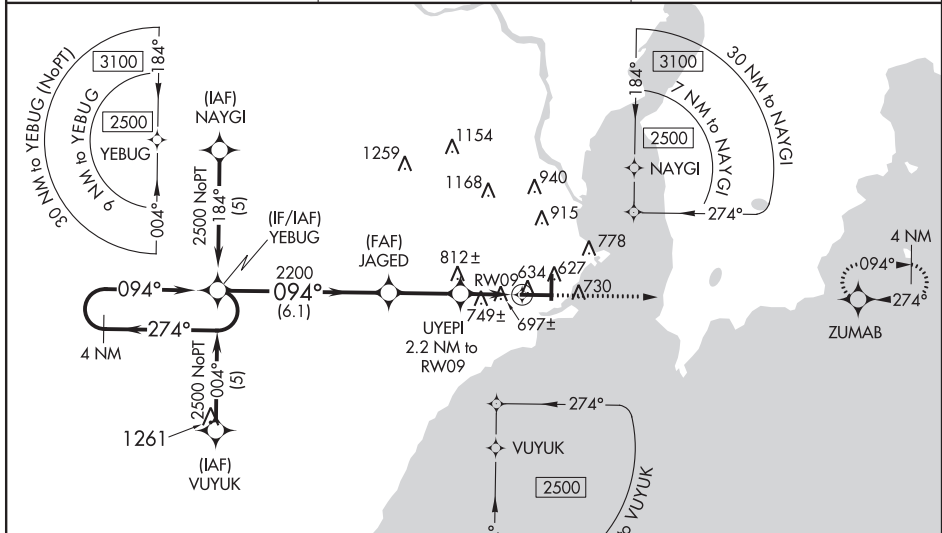 30 NM to YEBUG (NoPT)
9 NM to YEBUG
3100
184°
2500
YEBUG
004°
(IAF)
NAYGI
2500 NoPT
184°
(5)
(IF/IAF)
YEBUG
094°
274°
4 NM
2500 NoPT
004°
(5)
1261
(IAF)
VUYUK
2200
094°
(6.1)
(FAF)
JAGED
1259
1154
1168
940
915
778
812±
RW09
634
627
730
749±
697±
UYEPI
2.2 NM to
RW09
184°
3100
30 NM to NAYGI
7 NM to NAYGI
2500
NAYGI
274°
4 NM
094°
274°
ZUMAB
274°
VUYUK
2500
to VUYUK